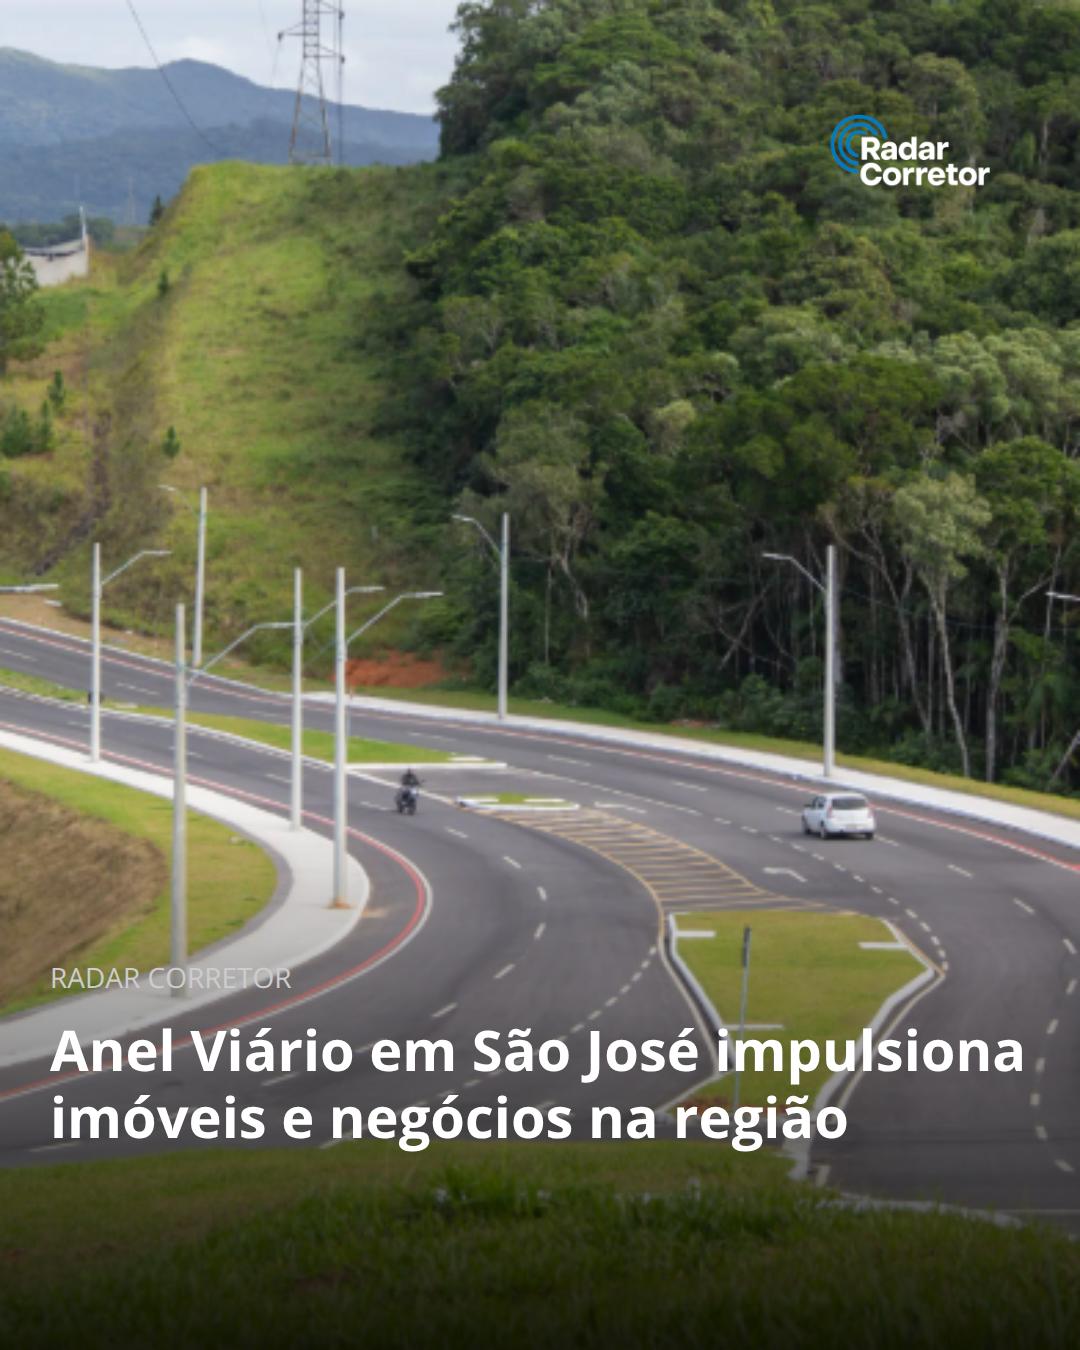 Radar
Corretor
RADAR CORRETOR
Anel Viário em São José impulsiona
imóveis e negócios na região